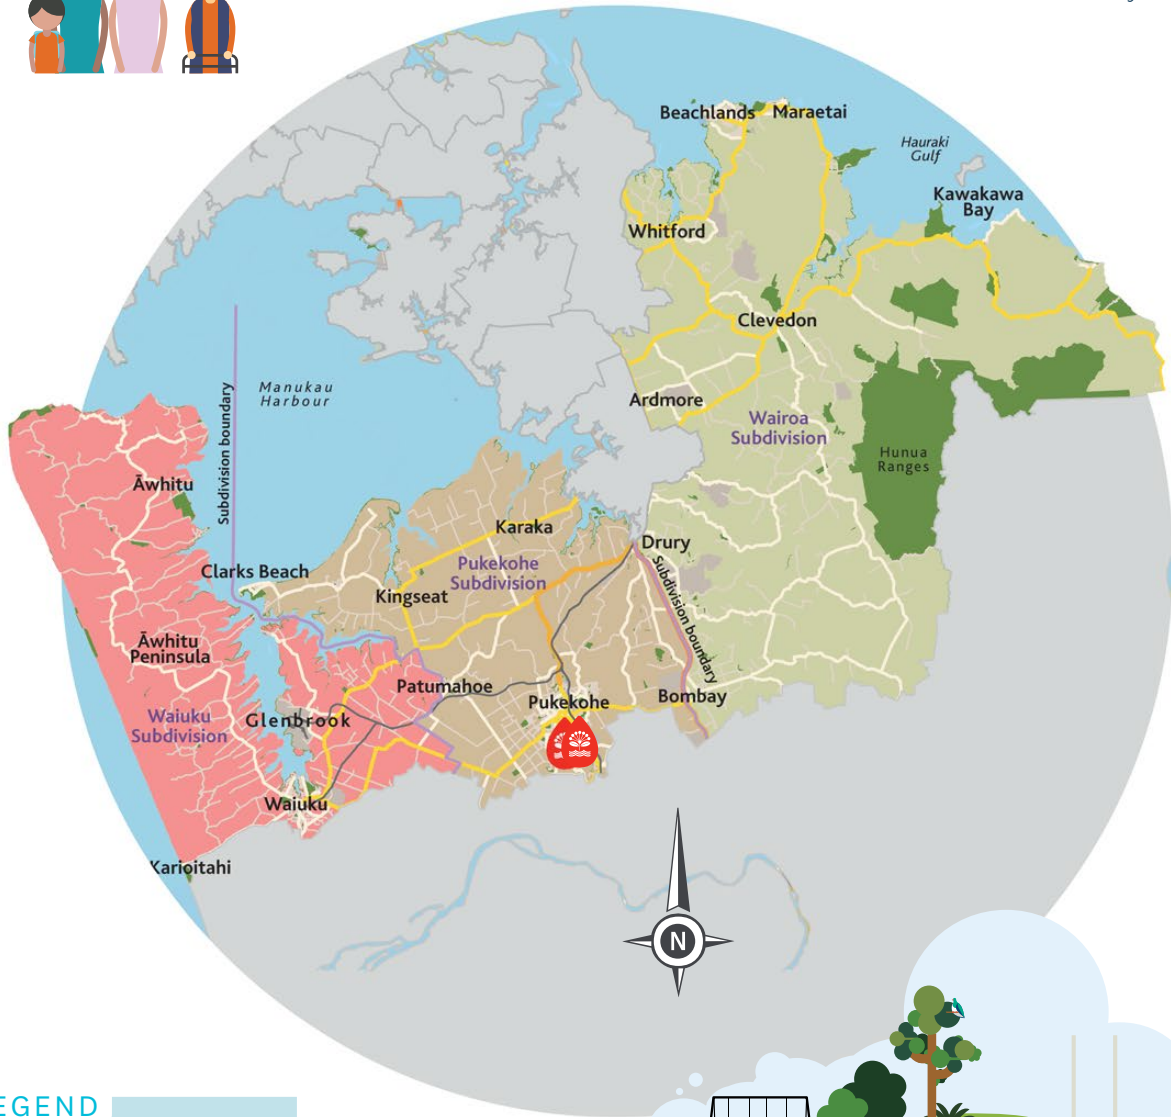 Beachlands
Maraetai
Hauraki
Gulf
Kawakawa
Bay
Whitford
Clevedon
Manukau
Harbour
Subdivision boundary
Ardmore
Wairoa
Subdivision
Hunua
Ranges
Āwhitu
Karaka
Drury
Pukekohe
Subdivision
Clarks Beach
Kingseat
Subdivision boundary
Āwhitu
Peninsula
Patumahoe
Pukekohe
Bombay
Waiuku
Subdivision
Glenbrook
Waiuku
Karioitahi
N
EGEND